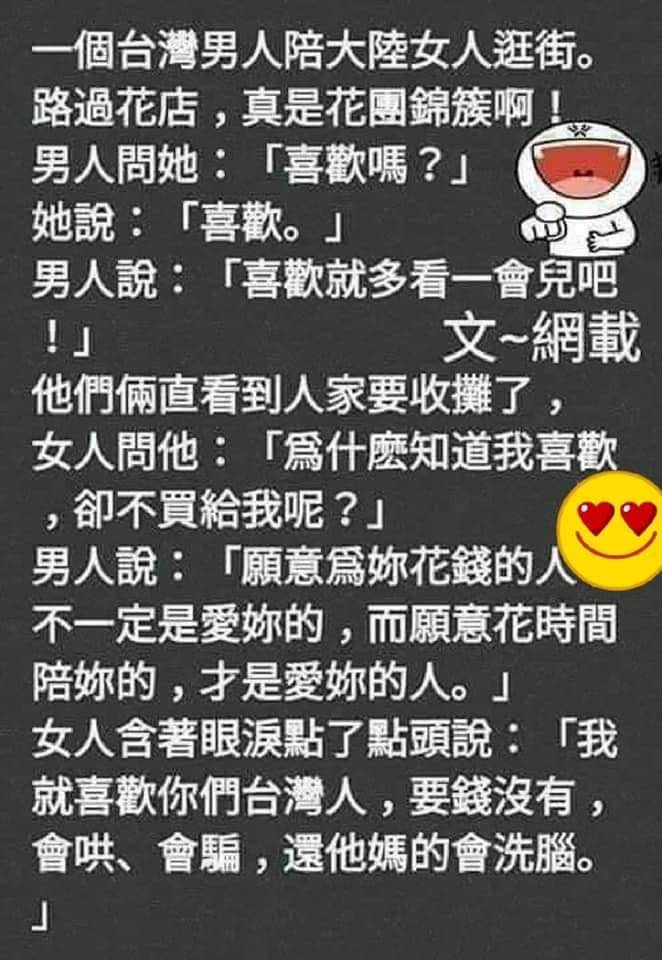 一個台灣男人陪大陸女人逛街。
路過花店，真是花團錦簇啊！
男人問她：「喜歡嗎？」
她說：「喜歡。」
男人說：「喜歡就多看一會兒吧
！」
文~網載
他們倆直看到人家要收攤了，
女人問他：「爲什麽知道我喜歡
，卻不買給我呢？」
男人說：「願意爲妳花錢的人
不一定是愛妳的，而願意花時間
陪妳的，才是愛妳的人。」
女人含著眼淚點了點頭說：「我
就喜歡你們台灣人，要錢沒有，
會哄、會騙，還他媽的會洗腦。
」